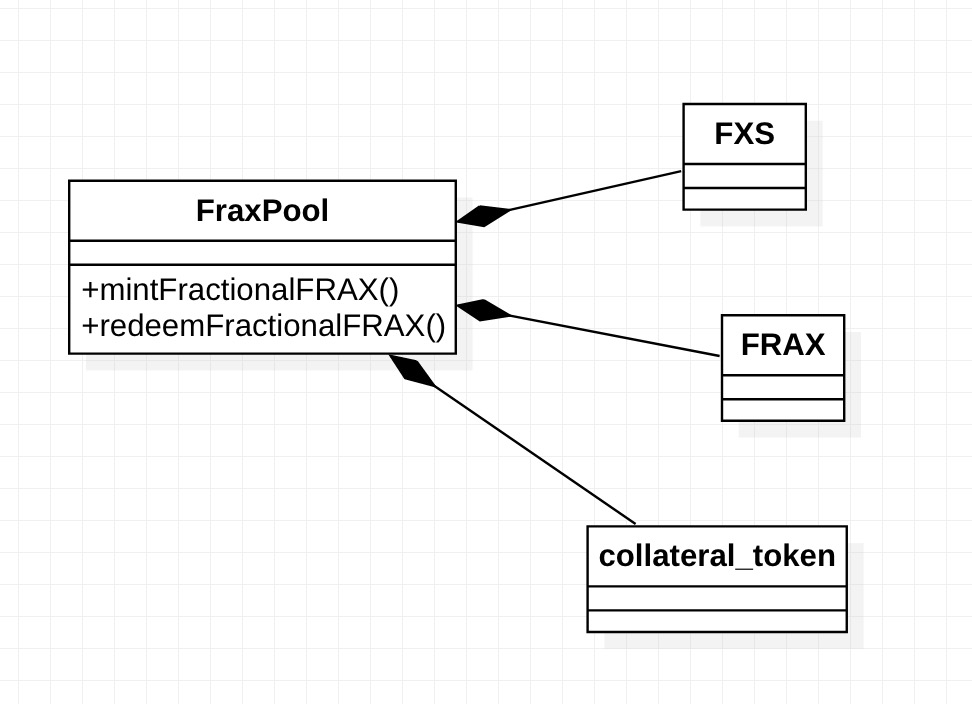 FXS
FraxPool
+mintFractionalFRAX()
+redeemFractionalFRAX()
FRAX
collateral_token